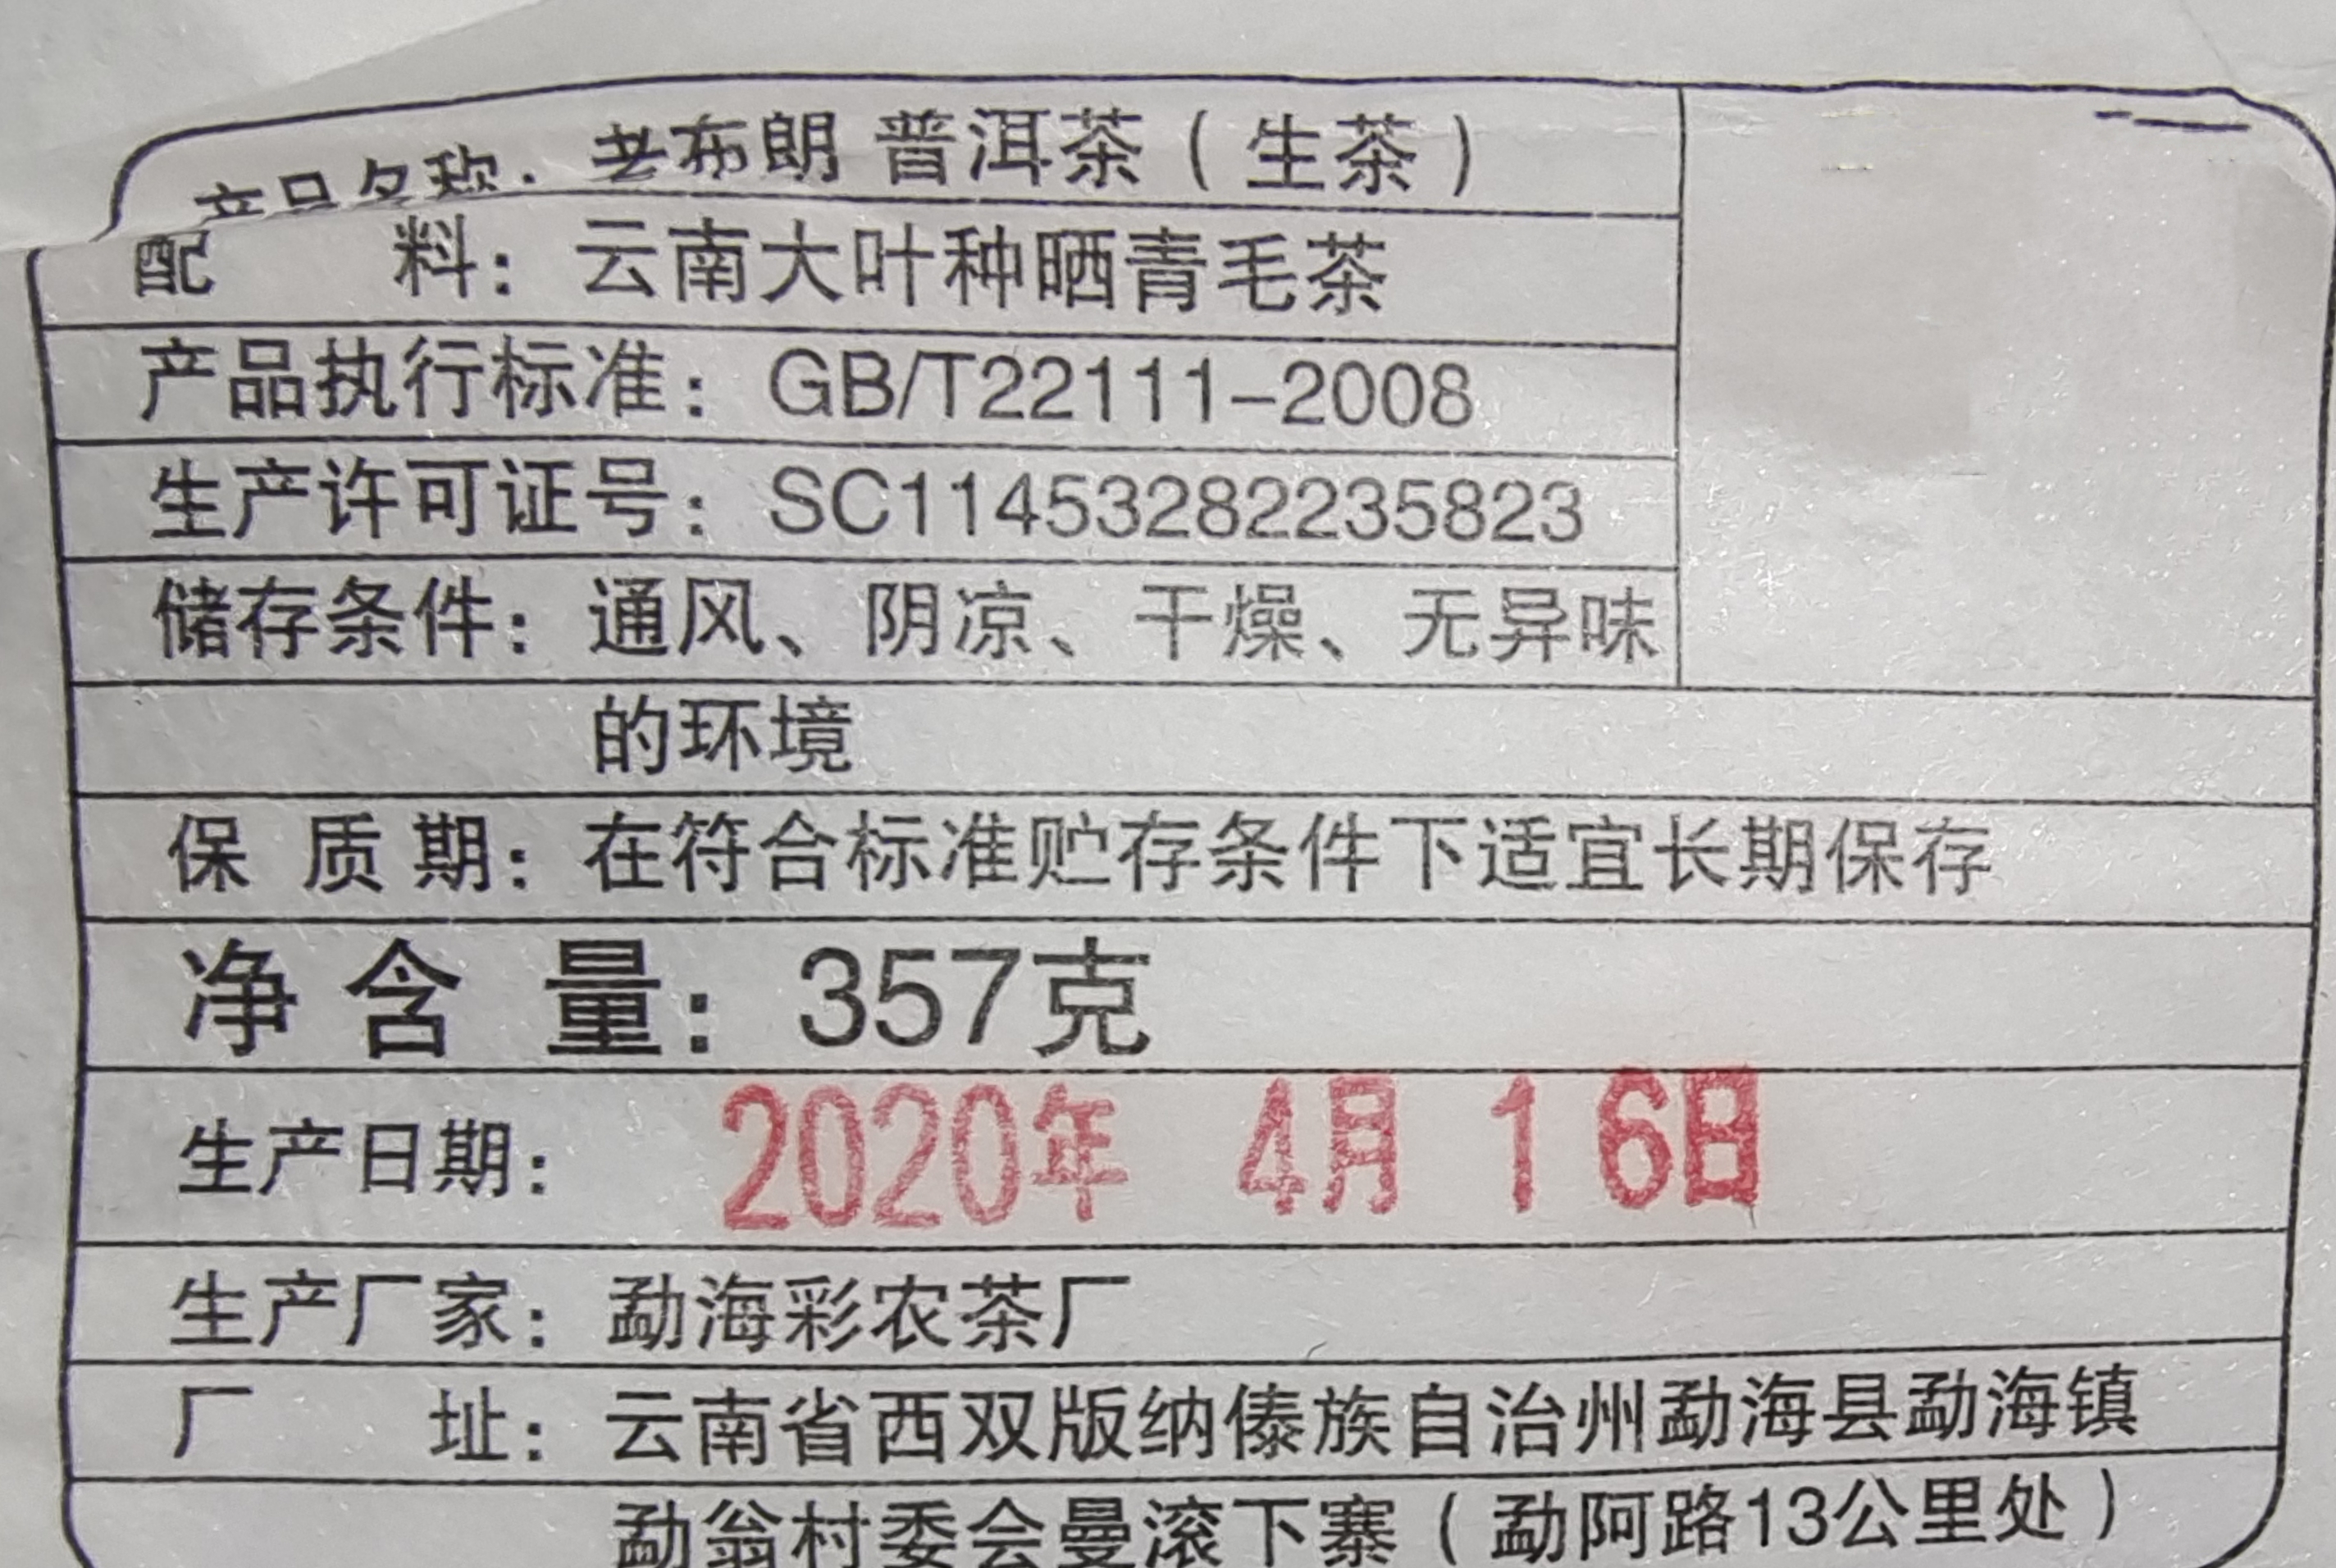 产品名称：老布朗 普洱茶（生茶）
配 料：云南大叶种晒青毛茶
产品执行标准：GB/T22111-2008
生产许可证号：SC11453282235823
储存条件：通风、阴凉、干燥、无异味
的环境
保 质 期：在符合标准贮存条件下适宜长期保存
净 含 量：357克
生产日期：2020年 4月 16日
生产厂家：勐海彩农茶厂
厂 址：云南省西双版纳傣族自治州勐海县勐海镇
勐翁村委会曼滚下寨（勐阿路13公里处）